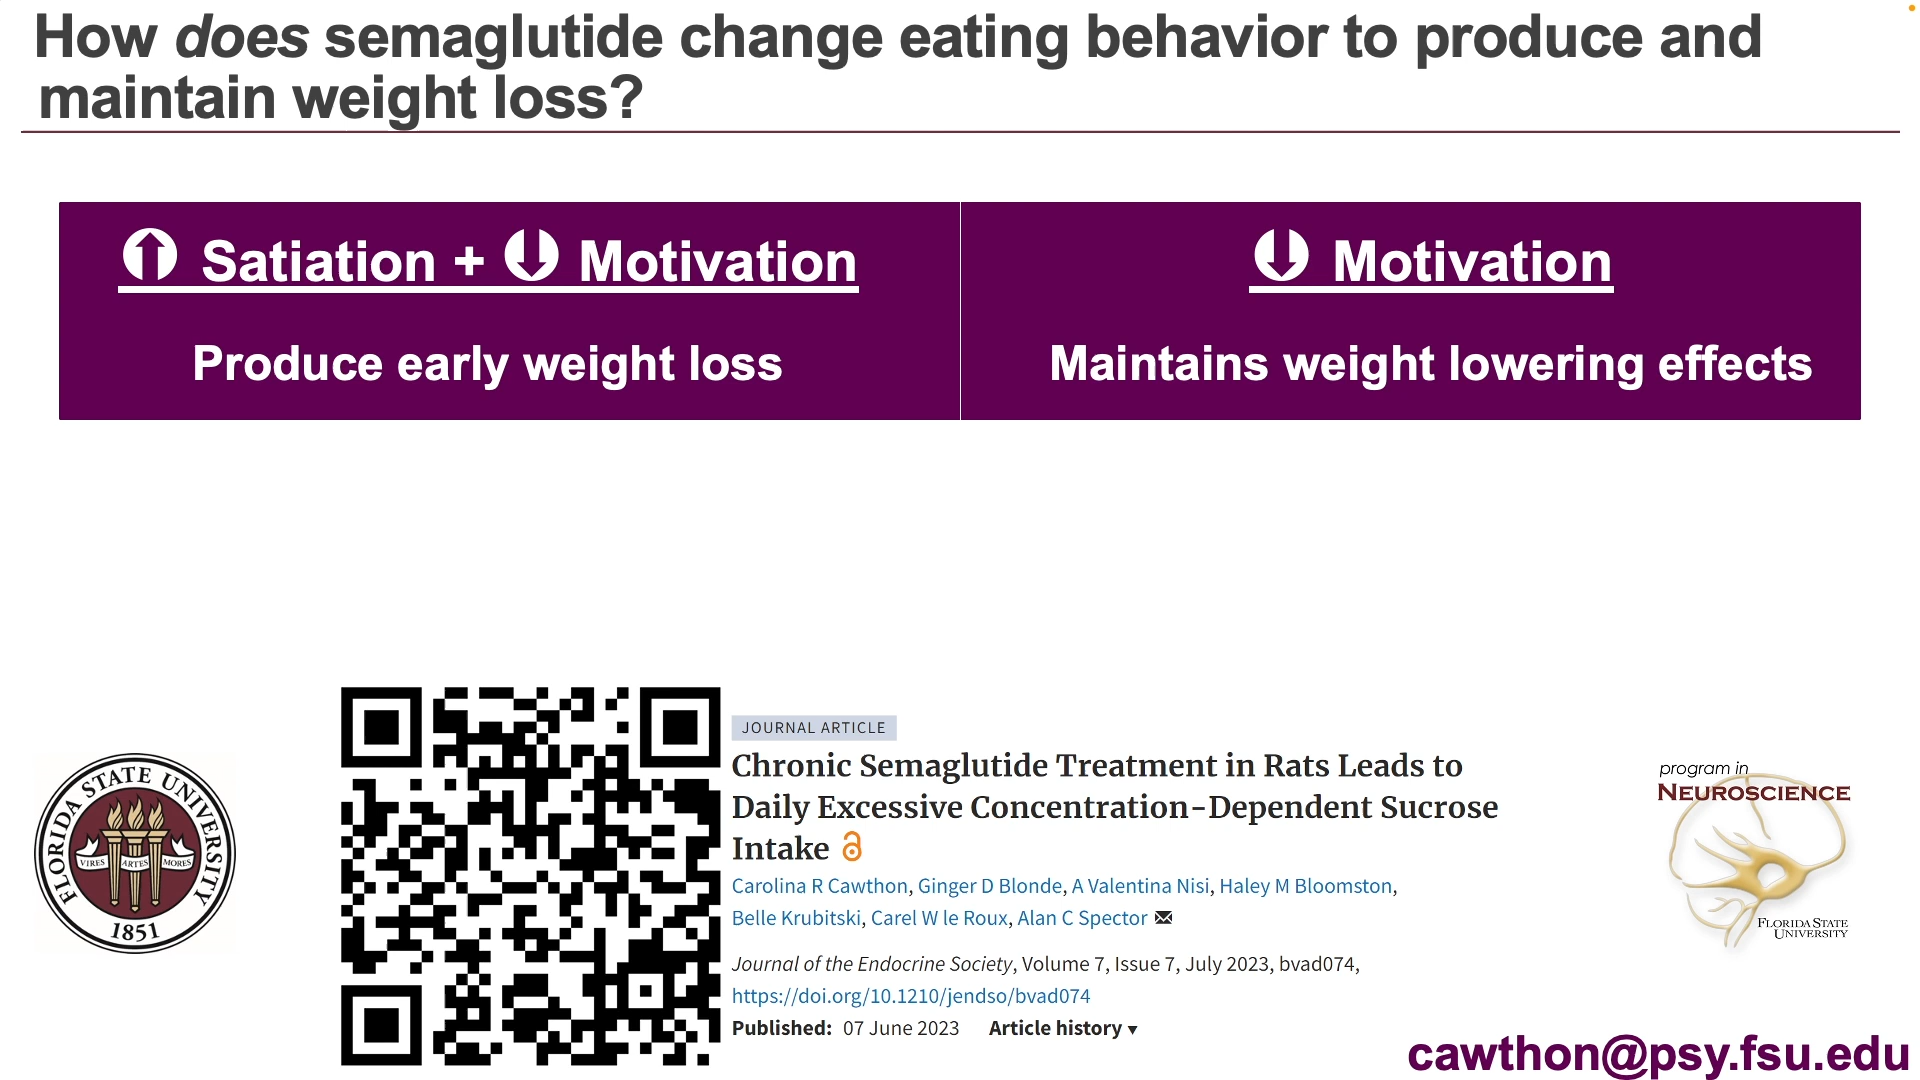 How does semaglutide change eating behavior to produce and
maintain weight loss?
Satiation + Motivation
Produce early weight loss
Motivation
Maintains weight lowering effects
JOURNAL ARTICLE
Chronic Semaglutide Treatment in Rats Leads to
Daily Excessive Concentration-Dependent Sucrose
Intake
Carolina R Cawthon, Ginger D Blonde, A Valentina Nisi, Haley M Bloomston,
Belle Krubitski, Carel W le Roux, Alan C Spector
Journal of the Endocrine Society, Volume 7, Issue 7, July 2023, bvad074,
https://doi.org/10.1210/jendso/bvad074
Published: 07 June 2023 Article history
FLORIDA STATE UNIVERSITY
VIRES ARTES MORES
1851
program in
NEUROSCIENCE
FLORIDA STATE
UNIVERSITY
cawthon@psy.fsu.edu